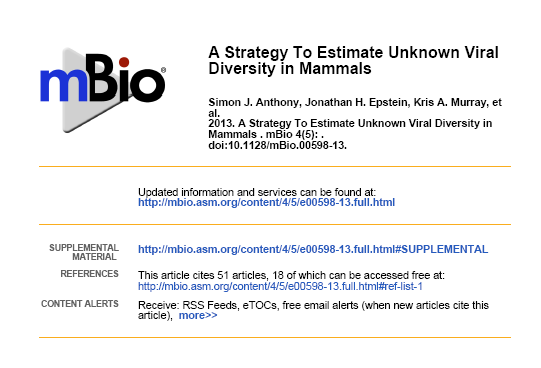 mBio®
A Strategy To Estimate Unknown Viral
Diversity in Mammals
Simon J. Anthony, Jonathan H. Epstein, Kris A. Murray, et
al.
2013. A Strategy To Estimate Unknown Viral Diversity in
Mammals . mBio 4(5): .
doi:10.1128/mBio.00598-13.
Updated information and services can be found at:
http://mbio.asm.org/content/4/5/e00598-13.full.html
SUPPLEMENTAL
MATERIAL
http://mbio.asm.org/content/4/5/e00598-13.full.html#SUPPLEMENTAL
REFERENCES
This article cites 51 articles, 18 of which can be accessed free at:
http://mbio.asm.org/content/4/5/e00598-13.full.html#ref-list-1
CONTENT ALERTS
Receive: RSS Feeds, eTOCs, free email alerts (when new articles cite this
article), more>>